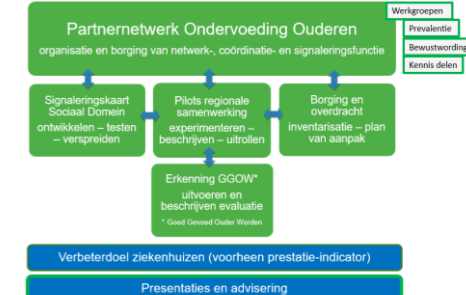 Werkgroepen
Prevalentie
Bewustwording
Kennis delen
Partnernetwerk Ondervoeding Ouderen
organisatie en borging van netwerk-, coördinatie- en signaleringsfunctie
Signaleringskaart
Sociaal Domein
ontwikkelen – testen
– verspreiden
Pilots regionale
samenwerking
experimenteren –
beschrijven – uitrollen
Borging en
overdracht
inventarisatie – plan
van aanpak
Erkenning GGOW*
uitvoeren en
beschrijven evaluatie
* Goed Gevoed Ouder Worden
Verbeterdoel ziekenhuizen (voorheen prestatie-indicator)
Presentaties en advisering